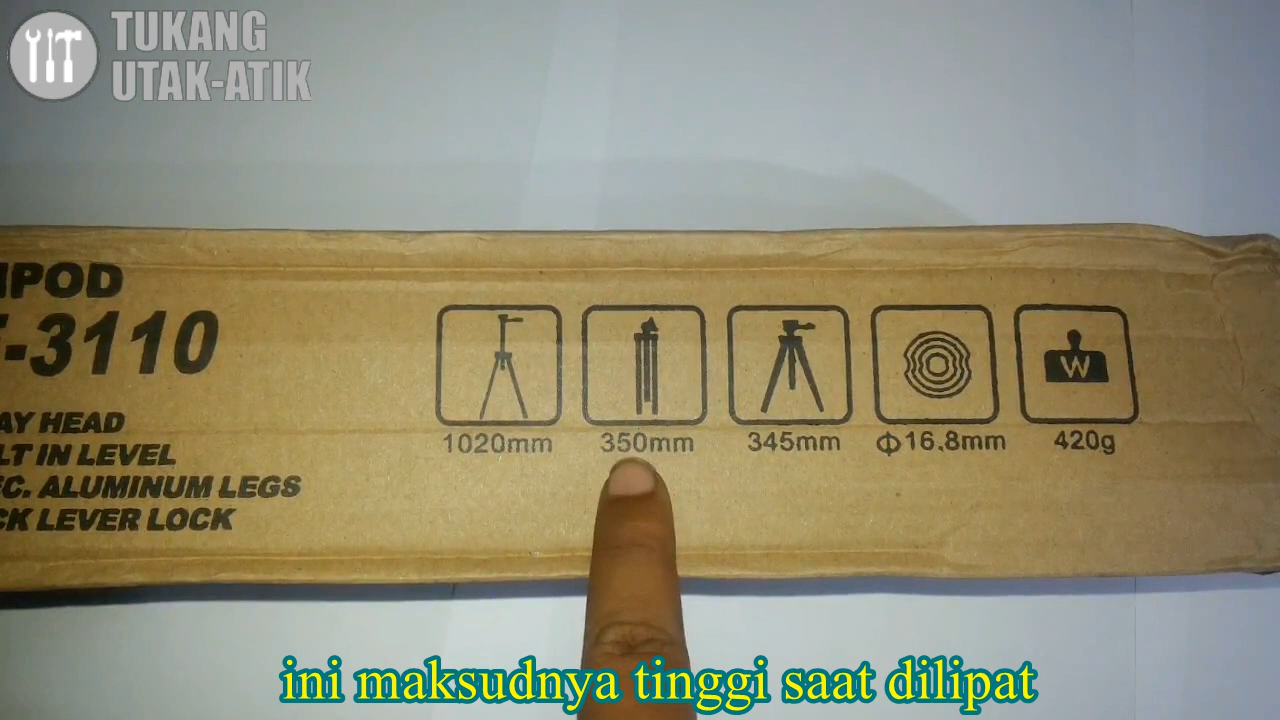 TUKANG
UTAK-ATIK
IPOD
-3110
AY HEAD
LT IN LEVEL
C. ALUMINUM LEGS
CK LEVER LOCK
W
1020mm
350mm
345mm
Φ16.8mm
420g
ini maksudnya tinggi saat dilipat